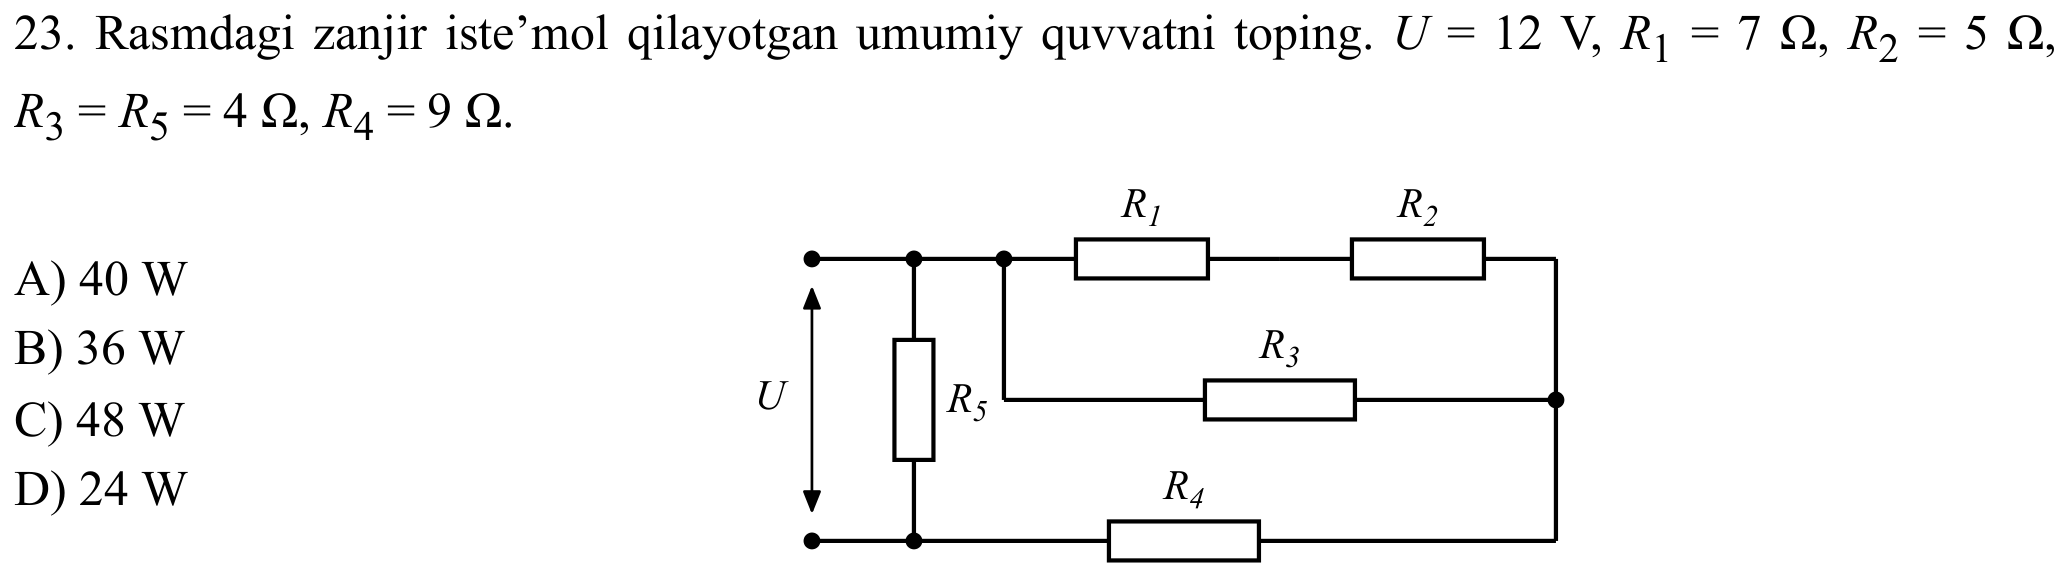 23. Rasmdagi zanjir iste’mol qilayotgan umumiy quvvatni toping. U = 12 V, R₁ = 7 Ω, R₂ = 5 Ω,
R₃ = R₅ = 4 Ω, R₄ = 9 Ω.
A) 40 W
B) 36 W
C) 48 W
D) 24 W
R₁
R₂
R₃
U
R₅
R₄